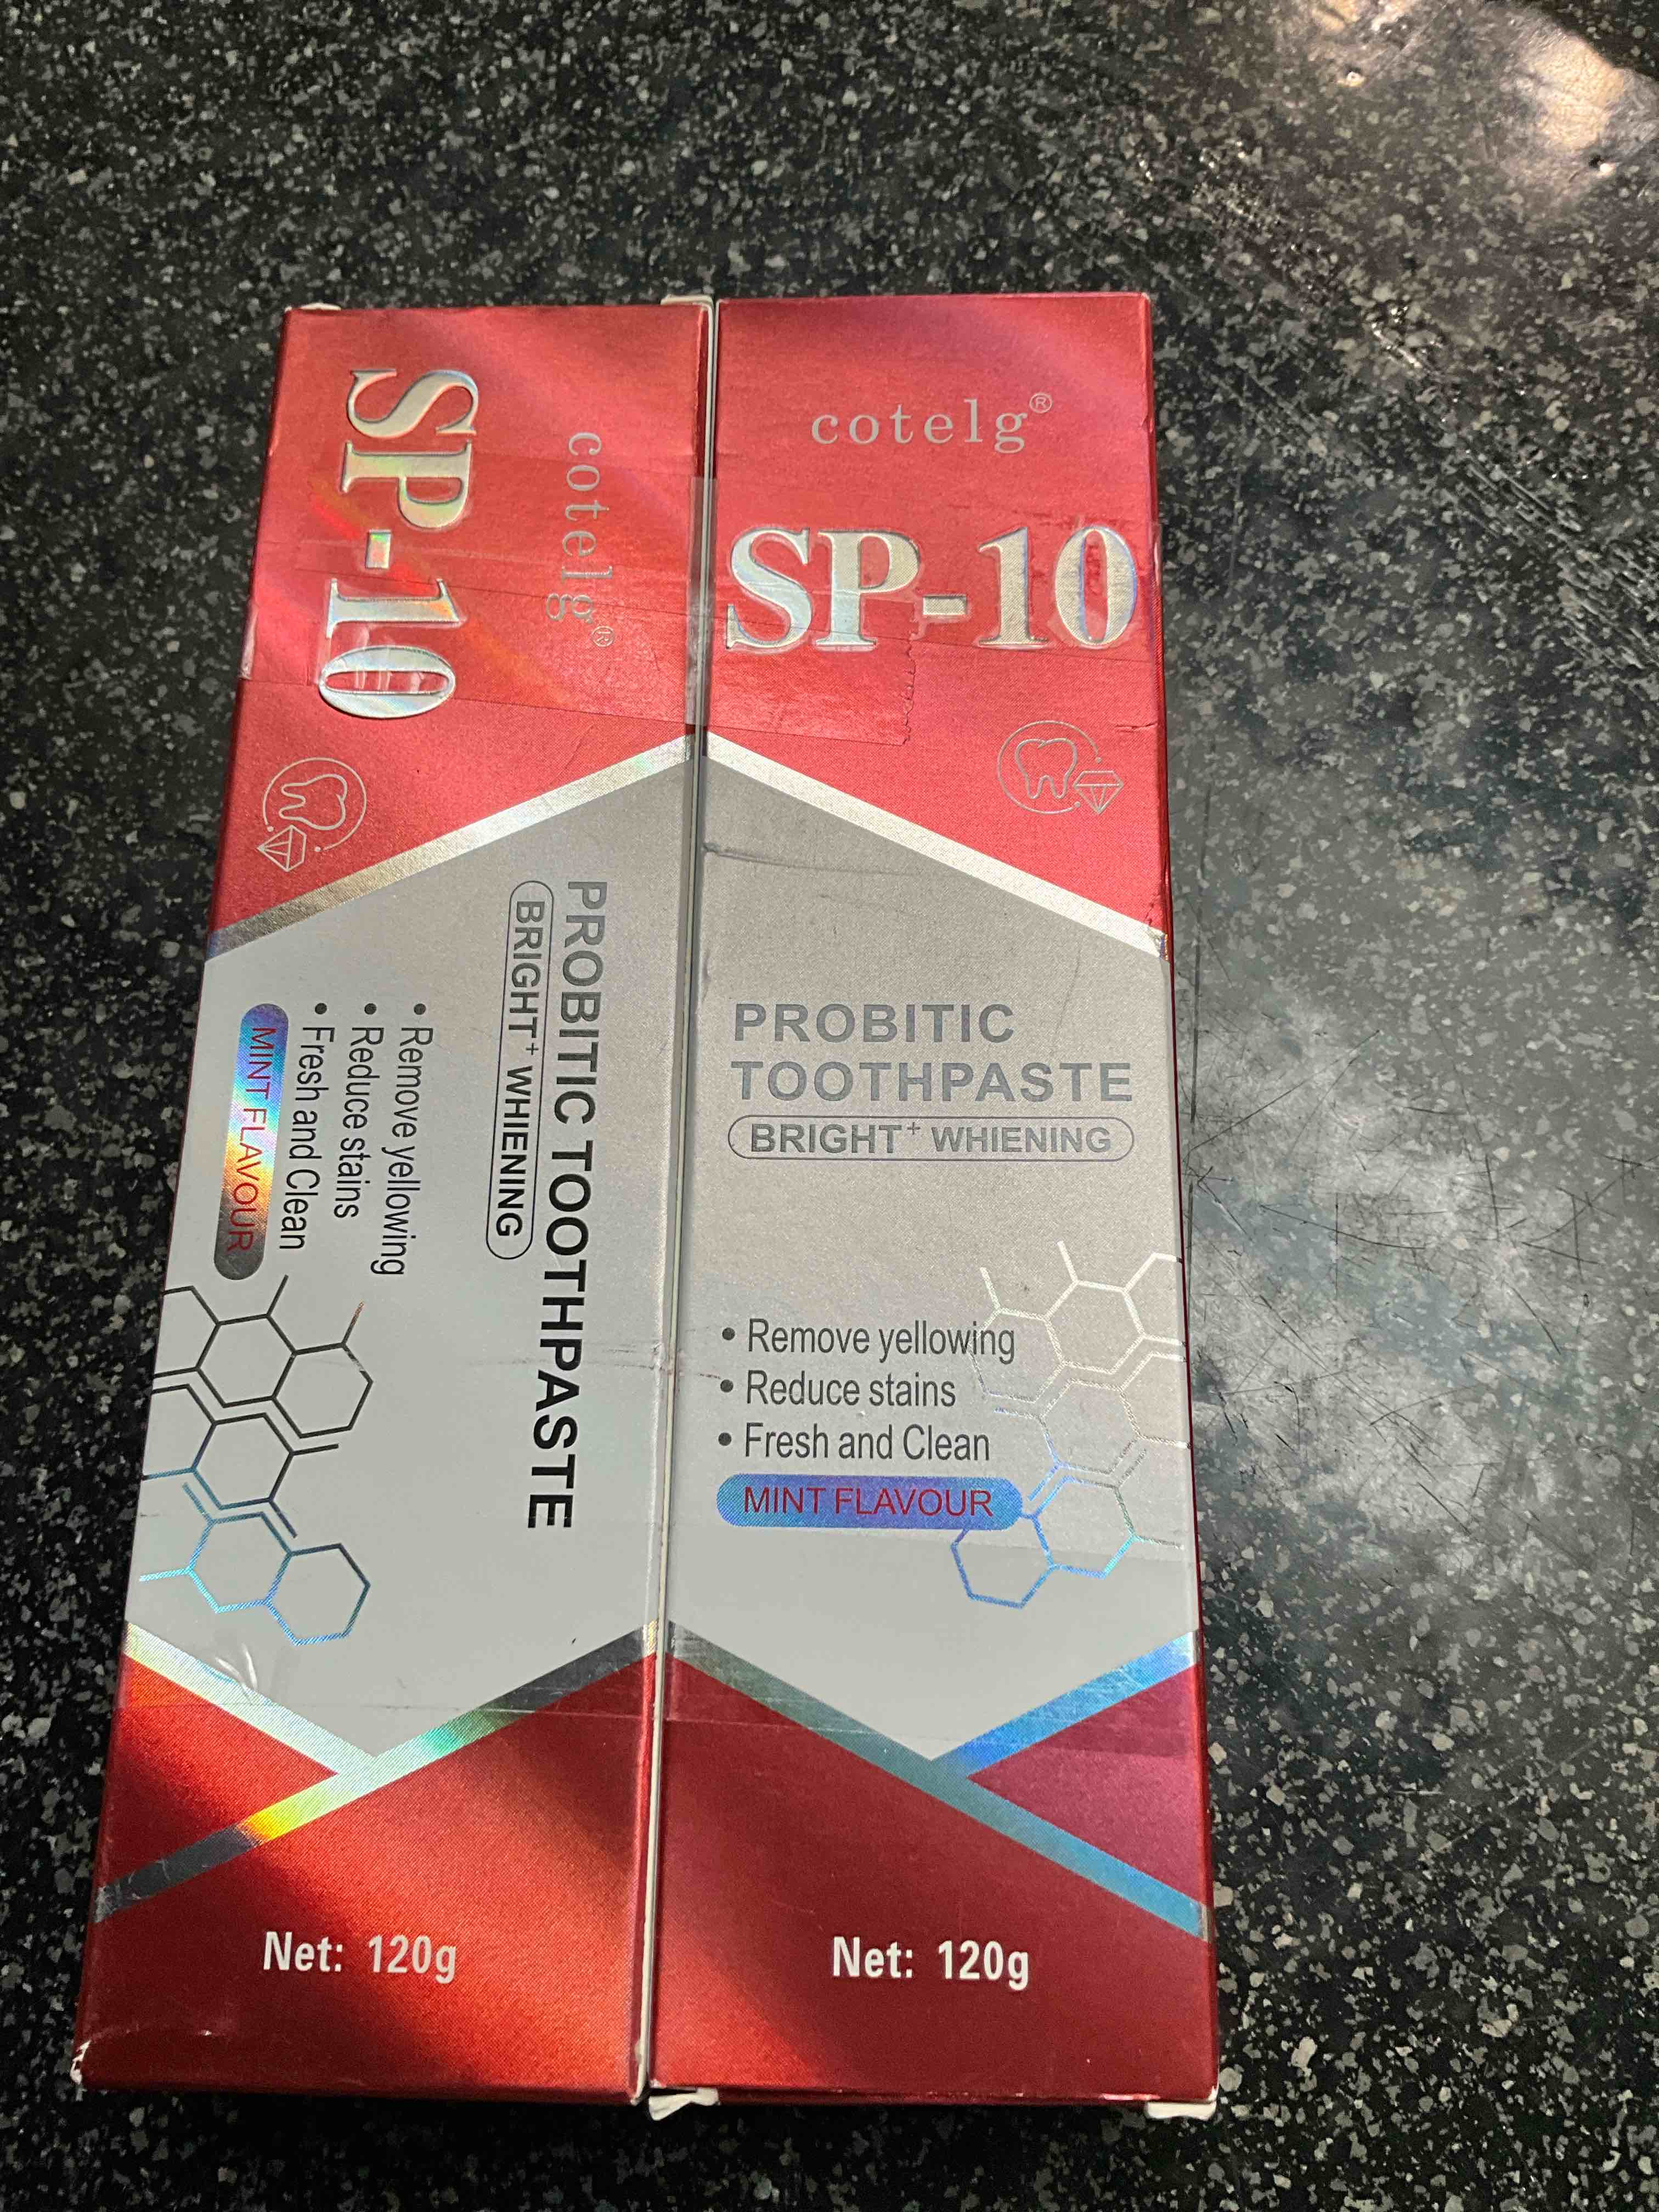 SP-10
cotelg®
PROBITIC TOOTHPASTE
BRIGHT+ WHIENING
• Remove yellowing
• Reduce stains
• Fresh and Clean
MINT FLAVOUR
Net: 120g
cotelg®
SP-10
PROBITIC
TOOTHPASTE
BRIGHT+ WHIENING
• Remove yellowing
• Reduce stains
• Fresh and Clean
MINT FLAVOUR
Net: 120g